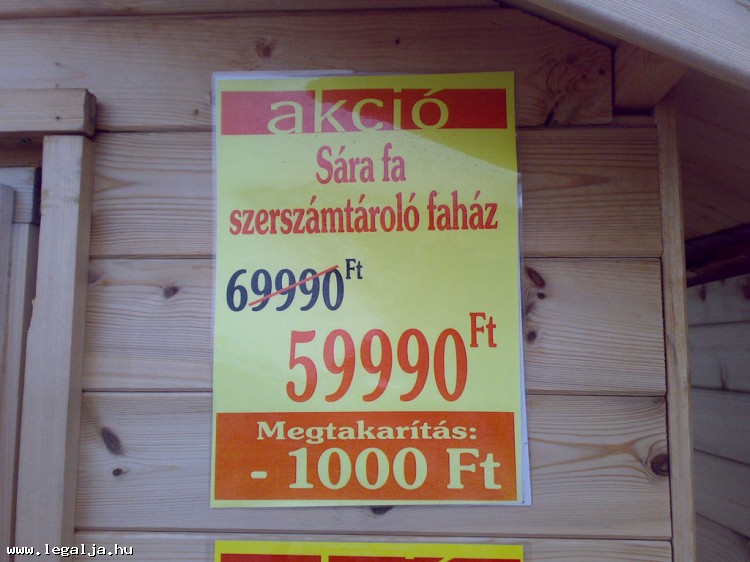 akció
Sára fa
szerszámtároló faház
69990 Ft
59990 Ft
Megtakarítás:
- 1000 Ft
www.legalja.hu